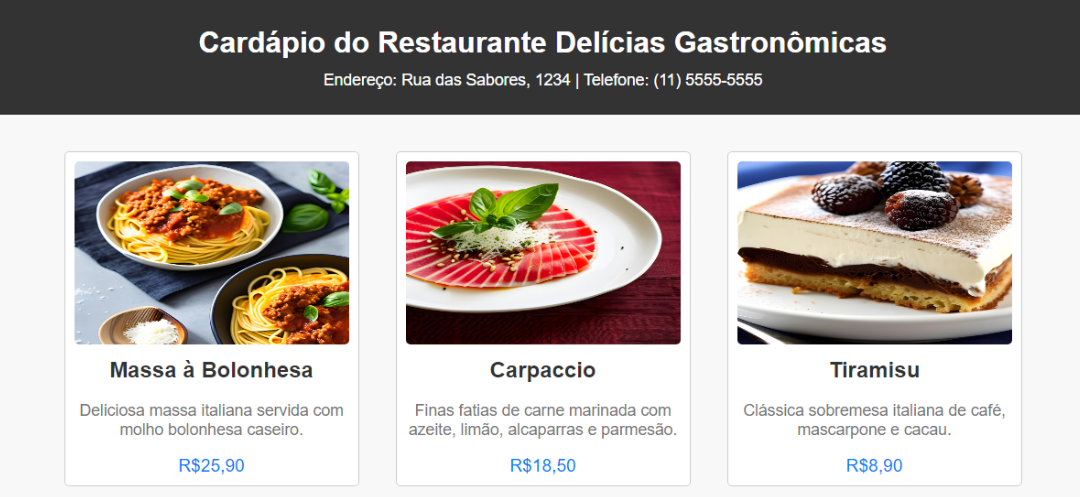 Cardápio do Restaurante Delícias Gastronômicas
Endereço: Rua das Sabores, 1234 | Telefone: (11) 5555-5555
Massa à Bolonhesa
Deliciosa massa italiana servida com
molho bolonhesa caseiro.
R$25,90
Carpaccio
Finas fatias de carne marinada com
azeite, limão, alcaparras e parmesão.
R$18,50
Tiramisu
Clássica sobremesa italiana de café,
mascarpone e cacau.
R$8,90